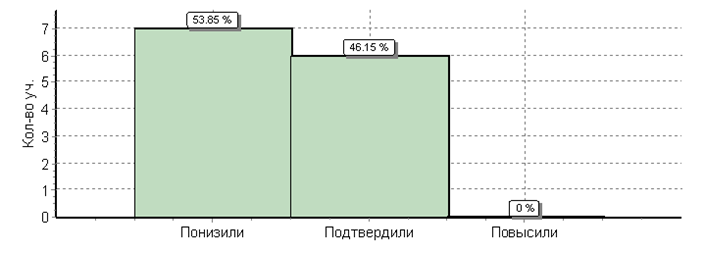 53.85 %
46.15 %
0 %
Кол-во уч.
7
6
5
4
3
2
1
0
Понизили
Подтвердили
Повысили